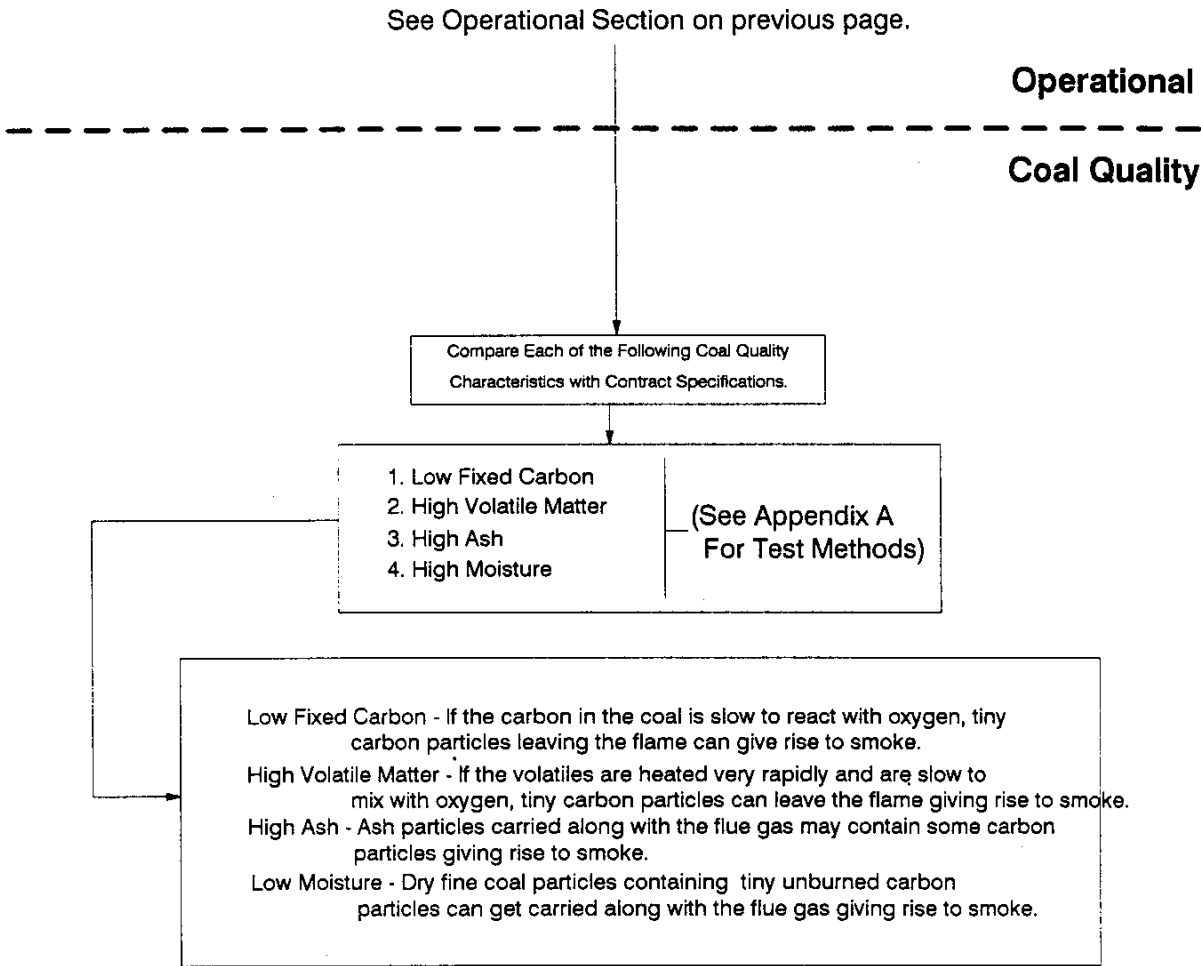 See Operational Section on previous page.
Operational
Coal Quality
Compare Each of the Following Coal Quality
Characteristics with Contract Specifications.
1. Low Fixed Carbon
2. High Volatile Matter
3. High Ash
4. High Moisture
(See Appendix A
For Test Methods)
Low Fixed Carbon - If the carbon in the coal is slow to react with oxygen, tiny
carbon particles leaving the flame can give rise to smoke.
High Volatile Matter - If the volatiles are heated very rapidly and are slow to
mix with oxygen, tiny carbon particles can leave the flame giving rise to smoke.
High Ash - Ash particles carried along with the flue gas may contain some carbon
particles giving rise to smoke.
Low Moisture - Dry fine coal particles containing tiny unburned carbon
particles can get carried along with the flue gas giving rise to smoke.